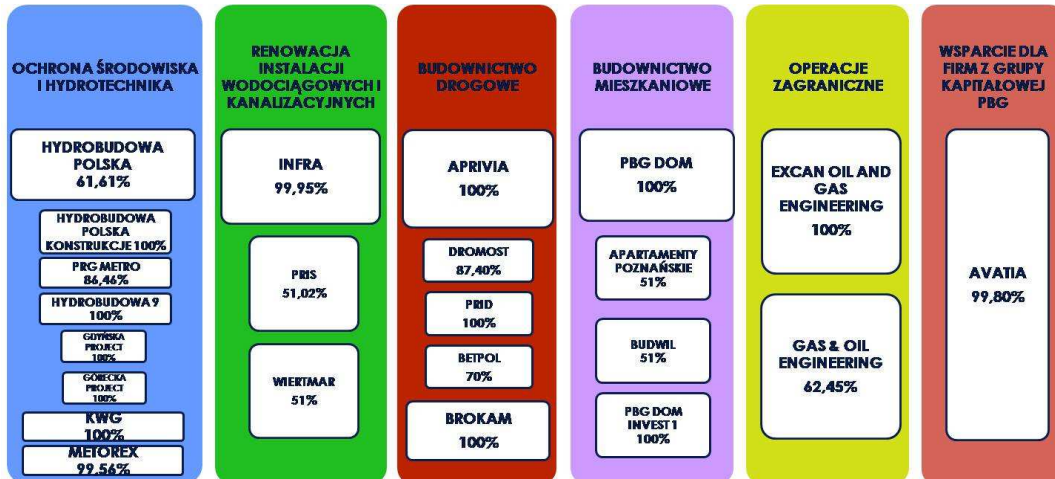 OCHRONA ŚRODOWISKA
I HYDROTECHNIKA
HYDROBUDOWA
POLSKA
61,61%
HYDROBUDOWA
POLSKA
KONSTRUKCJE 100%
PRG METRO
86,46%
HYDROBUDOWA 9
100%
GDYŃSKA
PROJECT
100%
GÓRECKA
PROJECT
100%
KWG
100%
METOREX
99,56%
RENOWACJA
INSTALACJI
WODOCIĄGOWYCH I
KANALIZACYJNYCH
INFRA
99,95%
PRIS
51,02%
WIERTMAR
51%
BUDOWNICTWO
DROGOWE
APRIVIA
100%
DROMOST
87,40%
PRID
100%
BETPOL
70%
BROKAM
100%
BUDOWNICTWO
MIESZKANIOWE
PBG DOM
100%
APARTAMENTY
POZNAŃSKIE
51%
BUDWIL
51%
PBG DOM
INVEST 1
100%
OPERACJE
ZAGRANICZNE
EXCAN OIL AND
GAS
ENGINEERING
100%
GAS & OIL
ENGINEERING
62,45%
WSPARCIE DLA
FIRM Z GRUPY
KAPITAŁOWEJ
PBG
AVATIA
99,80%